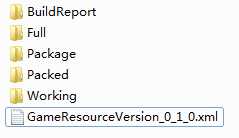 BuildReport
Full
Package
Packed
Working
GameResourceVersion_0_1_0.xml